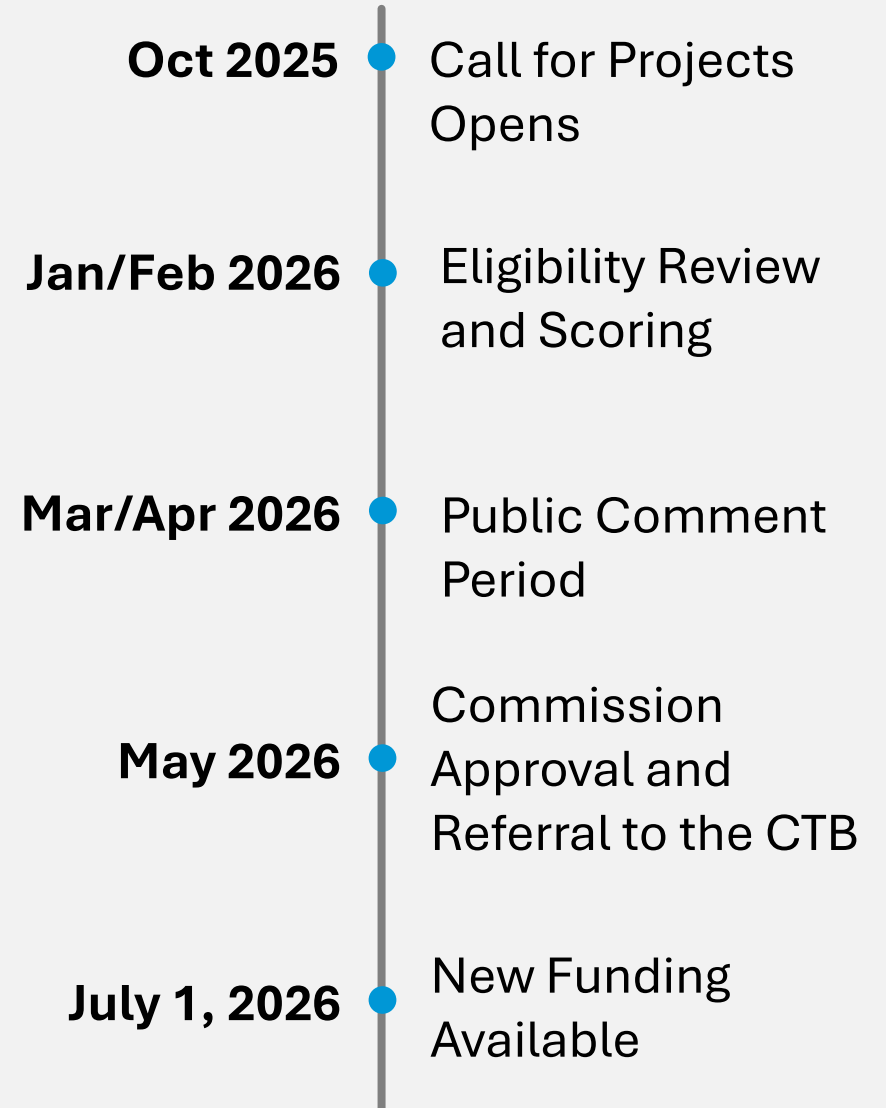 Oct 2025
Call for Projects
Opens
Jan/Feb 2026
Eligibility Review
and Scoring
Mar/Apr 2026
Public Comment
Period
May 2026
Commission
Approval and
Referral to the CTB
July 1, 2026
New Funding
Available